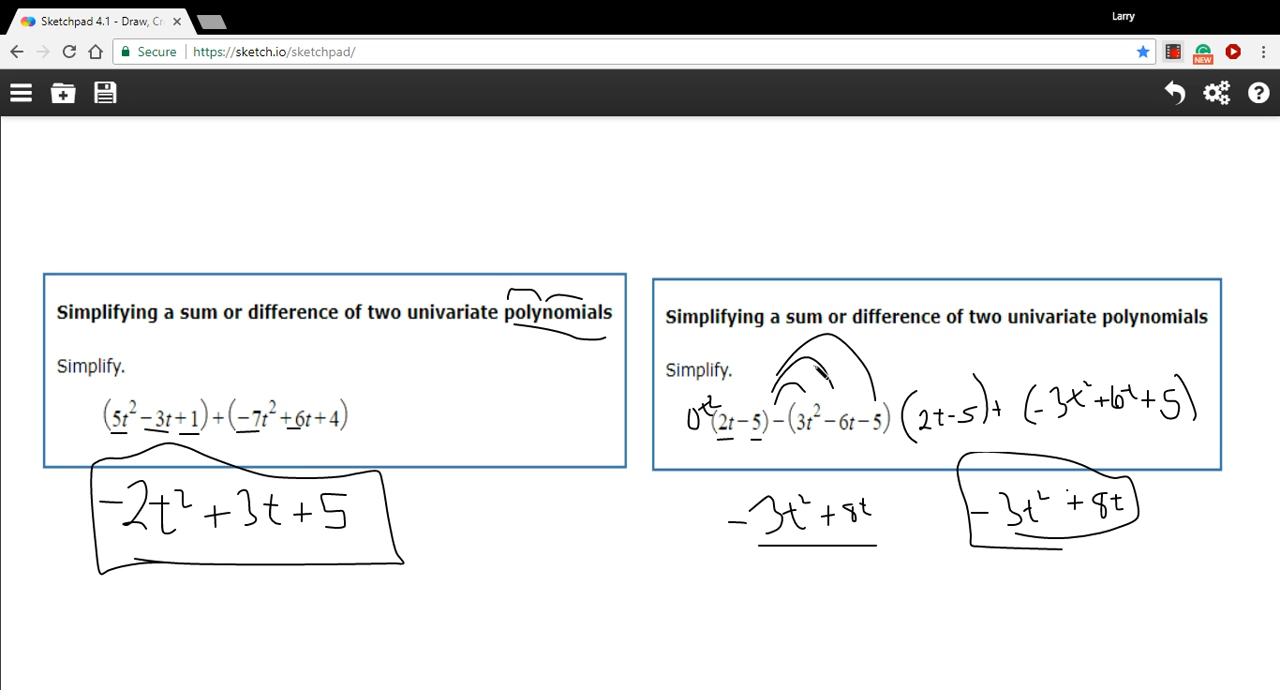 Larry
Sketchpad 4.1 - Draw, Cr
Secure
https://sketch.io/sketchpad/
NEW
Simplifying a sum or difference of two univariate polynomials
Simplify.
(5t² − 3t + 1) + (−7t² + 6t + 4)
-2t² + 3t + 5
Simplifying a sum or difference of two univariate polynomials
Simplify.
0t² (2t − 5) − (3t² − 6t − 5) (2t-5) + (-3t² + 6t + 5)
-3t² + 8t
-3t² + 8t